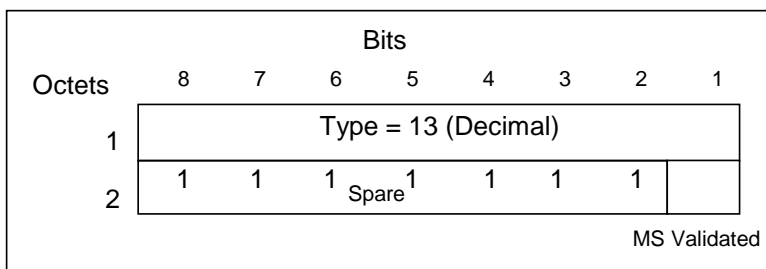 Bits
Octets 8 7 6 5 4 3 2 1
1 Type = 13 (Decimal)
2 1 1 1 Spare 1 1 1 1
MS Validated